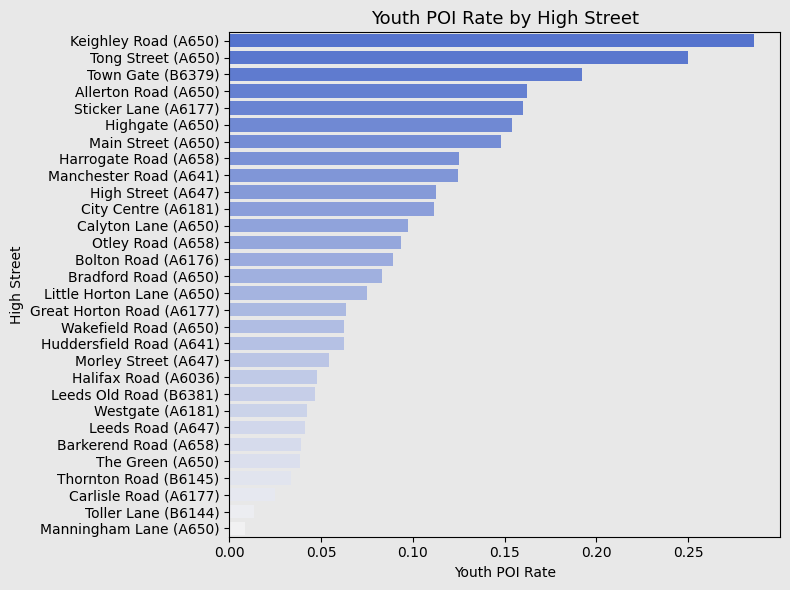 Youth POI Rate by High Street
Keighley Road (A650)
Tong Street (A650)
Town Gate (B6379)
Allerton Road (A650)
Sticker Lane (A6177)
Highgate (A650)
Main Street (A650)
Harrogate Road (A658)
Manchester Road (A641)
High Street (A647)
City Centre (A6181)
Calyton Lane (A650)
Otley Road (A658)
Bolton Road (A6176)
Bradford Road (A650)
Little Horton Lane (A650)
Great Horton Road (A6177)
Wakefield Road (A650)
Huddersfield Road (A641)
Morley Street (A647)
Halifax Road (A6036)
Leeds Old Road (B6381)
Westgate (A6181)
Leeds Road (A647)
Barkerend Road (A658)
The Green (A650)
Thornton Road (B6145)
Carlisle Road (A6177)
Toller Lane (B6144)
Manningham Lane (A650)
High Street
0.00 0.05 0.10 0.15 0.20 0.25
Youth POI Rate